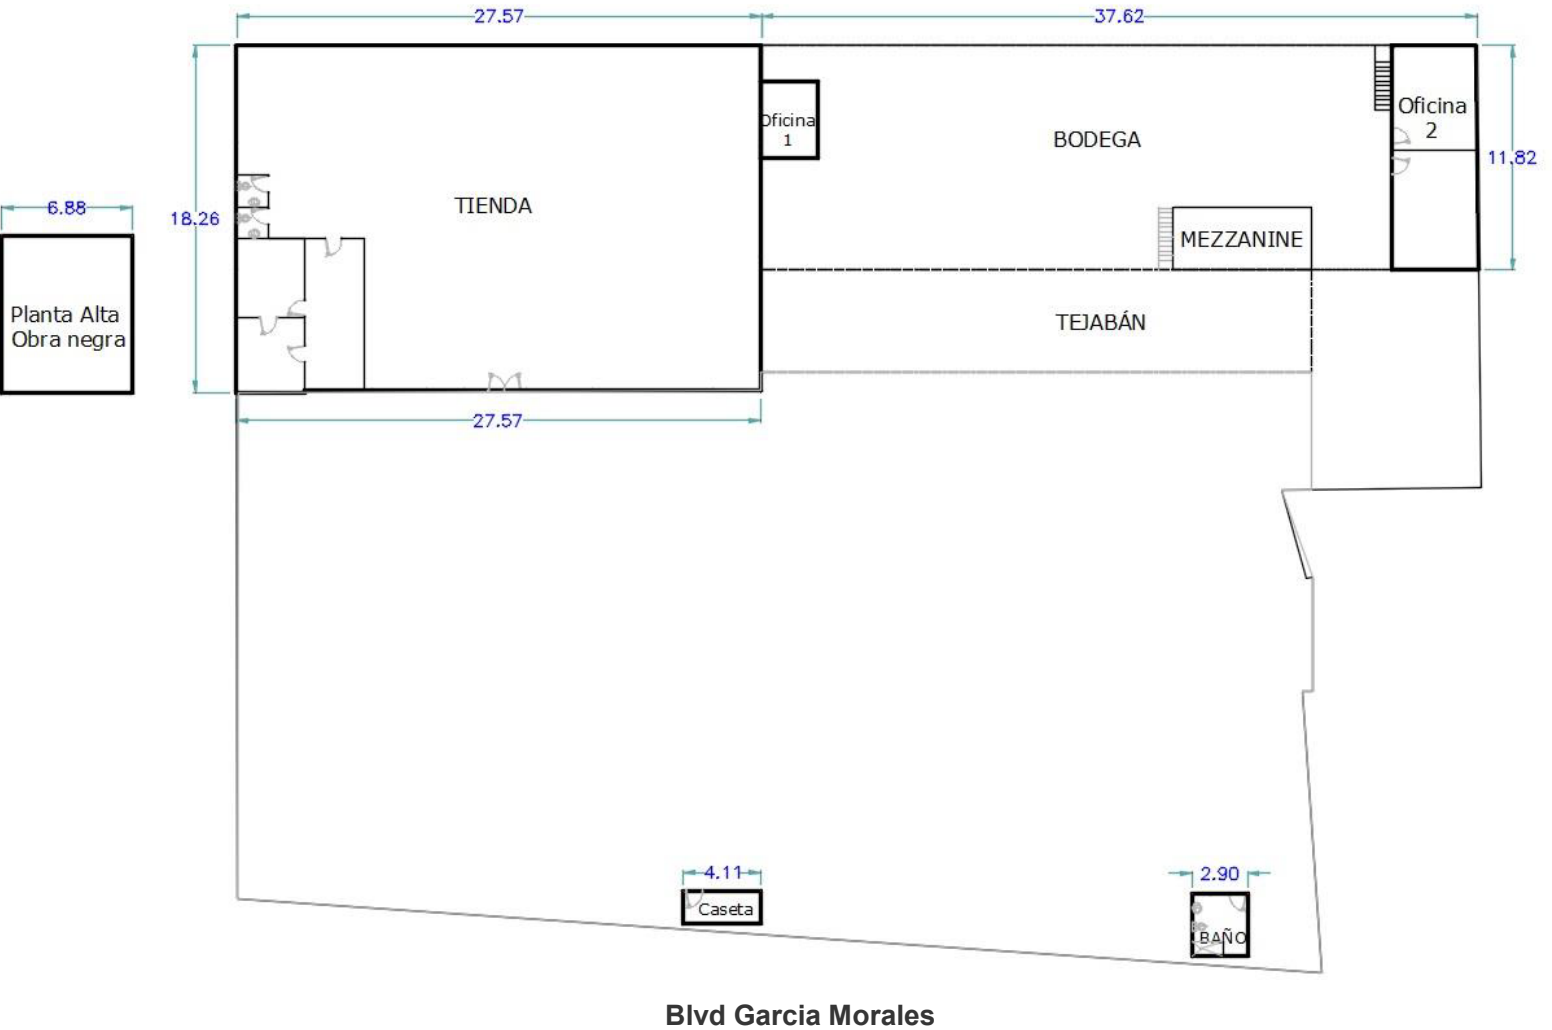 27.57
37.62
Oficina
1
BODEGA
Oficina
2
11.82
6.88
18.26
TIENDA
MEZZANINE
Planta Alta
Obra negra
TEJABÁN
27.57
4.11
Caseta
2.90
BAÑO
Blvd Garcia Morales